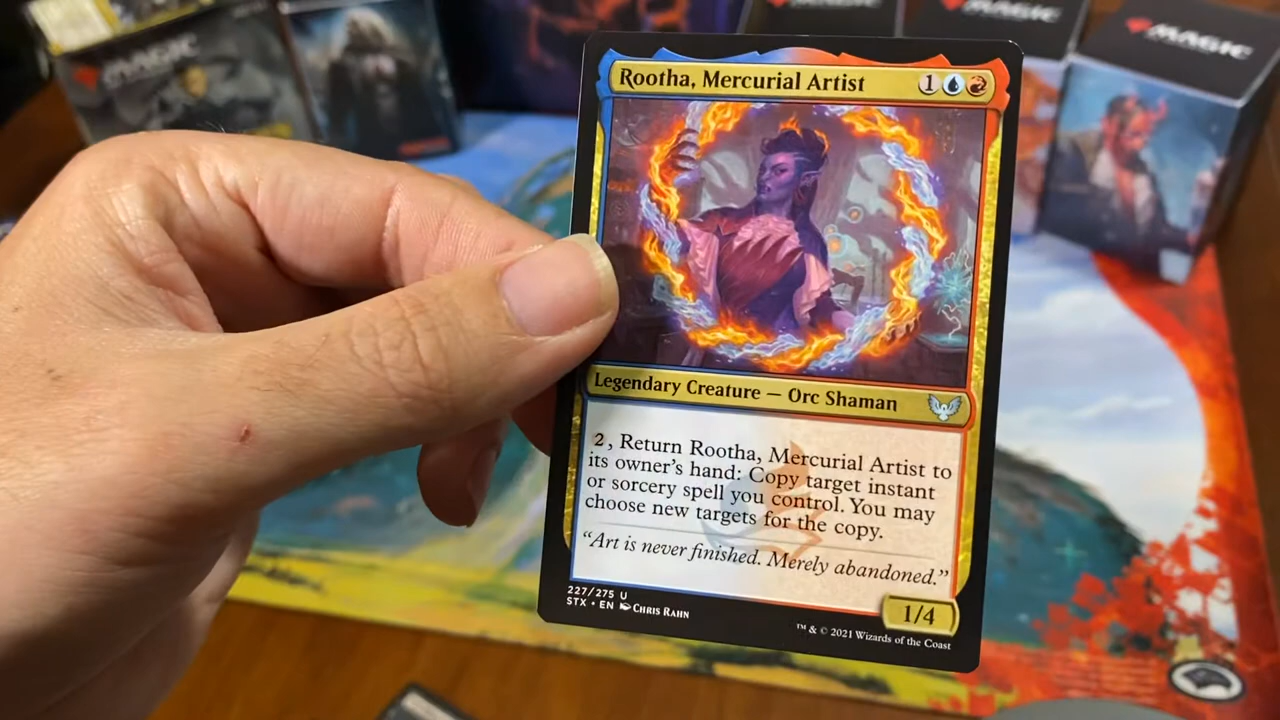 MAGIC
MAGIC
MAGIC
MAGIC
Rootha, Mercurial Artist 1
Legendary Creature — Orc Shaman
2, Return Rootha, Mercurial Artist to
its owner's hand: Copy target instant
or sorcery spell you control. You may
choose new targets for the copy.
"Art is never finished. Merely abandoned."
1/4
227/275 U
STX • EN Chris Rahn
™ & © 2021 Wizards of the Coast